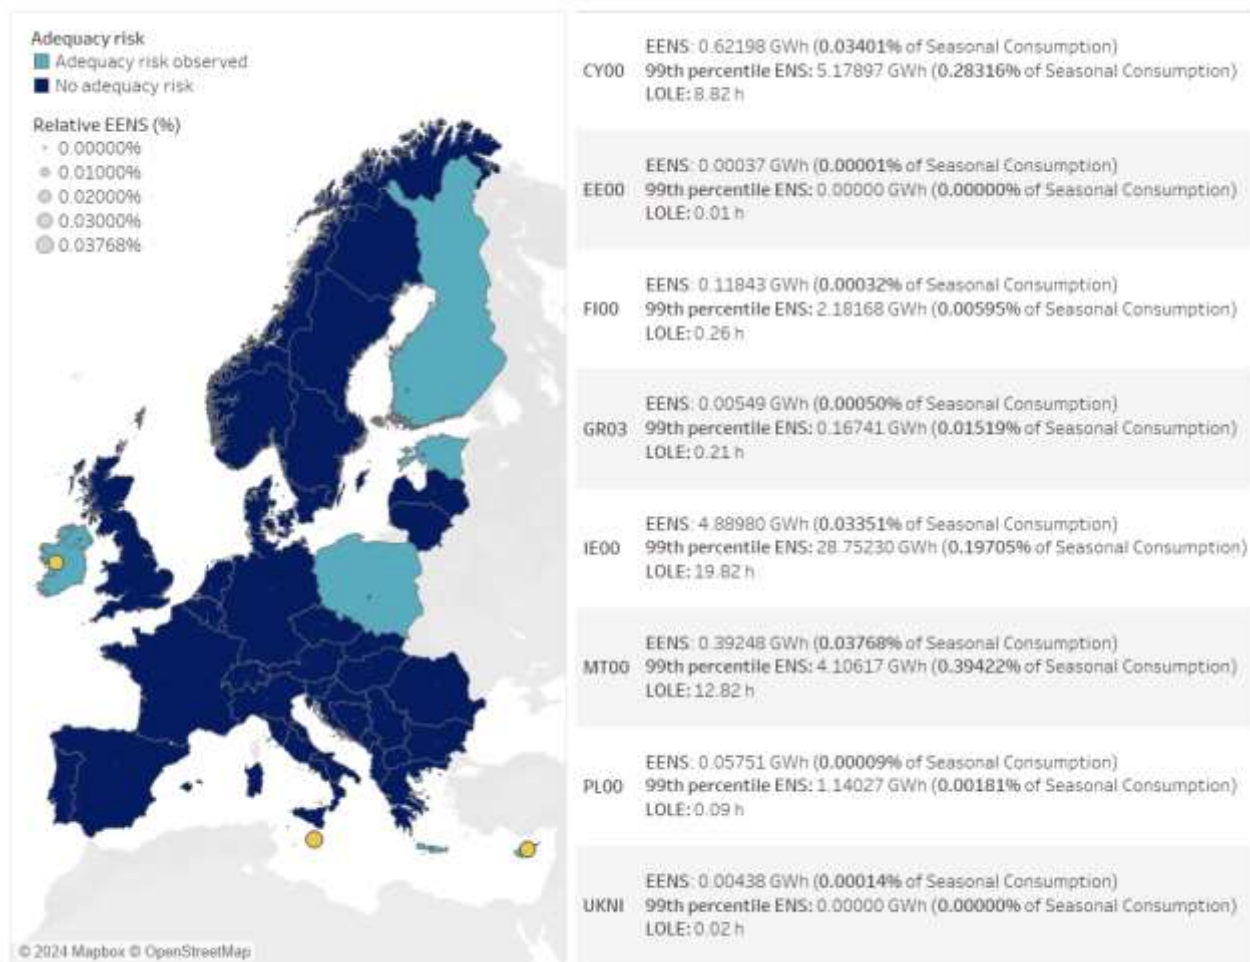 Adequacy risk
Adequacy risk observed
No adequacy risk
Relative EENS (%)
0.00000%
0.01000%
0.02000%
0.03000%
0.03768%
© 2024 Mapbox © OpenStreetMap
CY00
EENS: 0.62198 GWh (0.03401% of Seasonal Consumption)
99th percentile ENS: 5.17897 GWh (0.28316% of Seasonal Consumption)
LOLE: 8.82 h
EE00
EENS: 0.00037 GWh (0.00001% of Seasonal Consumption)
99th percentile ENS: 0.00000 GWh (0.00000% of Seasonal Consumption)
LOLE: 0.01 h
FI00
EENS: 0.11843 GWh (0.00032% of Seasonal Consumption)
99th percentile ENS: 2.18168 GWh (0.00595% of Seasonal Consumption)
LOLE: 0.26 h
GR03
EENS: 0.00549 GWh (0.00050% of Seasonal Consumption)
99th percentile ENS: 0.16741 GWh (0.01519% of Seasonal Consumption)
LOLE: 0.21 h
IE00
EENS: 4.88980 GWh (0.03351% of Seasonal Consumption)
99th percentile ENS: 28.75230 GWh (0.19705% of Seasonal Consumption)
LOLE: 19.82 h
MT00
EENS: 0.39248 GWh (0.03768% of Seasonal Consumption)
99th percentile ENS: 4.10617 GWh (0.39422% of Seasonal Consumption)
LOLE: 12.82 h
PL00
EENS: 0.05751 GWh (0.00009% of Seasonal Consumption)
99th percentile ENS: 1.14027 GWh (0.00181% of Seasonal Consumption)
LOLE: 0.09 h
UKNI
EENS: 0.00438 GWh (0.00014% of Seasonal Consumption)
99th percentile ENS: 0.00000 GWh (0.00000% of Seasonal Consumption)
LOLE: 0.02 h